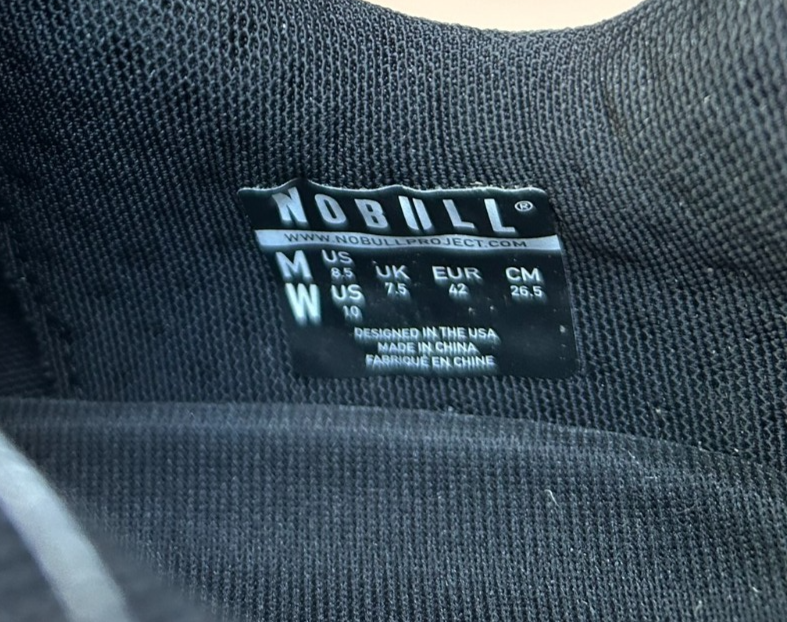 NOBULL®
WWW.NOBULLPROJECT.COM
M US 8.5 UK 7.5 EUR 42 CM 26.5
W US 10
DESIGNED IN THE USA
MADE IN CHINA
FABRIQUÉ EN CHINE